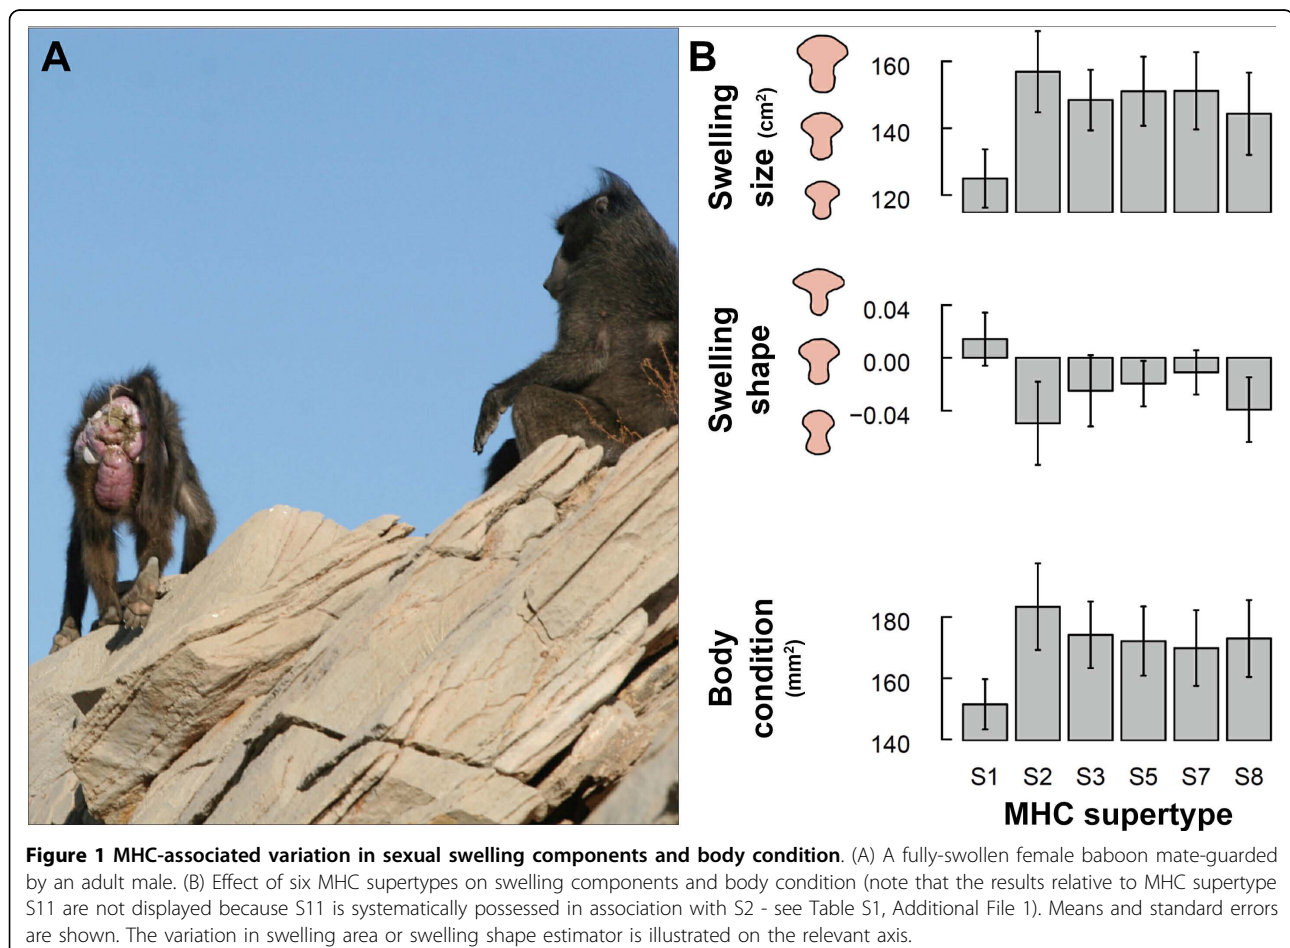 A
B
Swelling
size (cm²)
160
140
120
Swelling
shape
0.04
0.00
−0.04
Body
condition
(mm²)
180
160
140
S1 S2 S3 S5 S7 S8
MHC supertype
Figure 1 MHC-associated variation in sexual swelling components and body condition. (A) A fully-swollen female baboon mate-guarded
by an adult male. (B) Effect of six MHC supertypes on swelling components and body condition (note that the results relative to MHC supertype
S11 are not displayed because S11 is systematically possessed in association with S2 - see Table S1, Additional File 1). Means and standard errors
are shown. The variation in swelling area or swelling shape estimator is illustrated on the relevant axis.